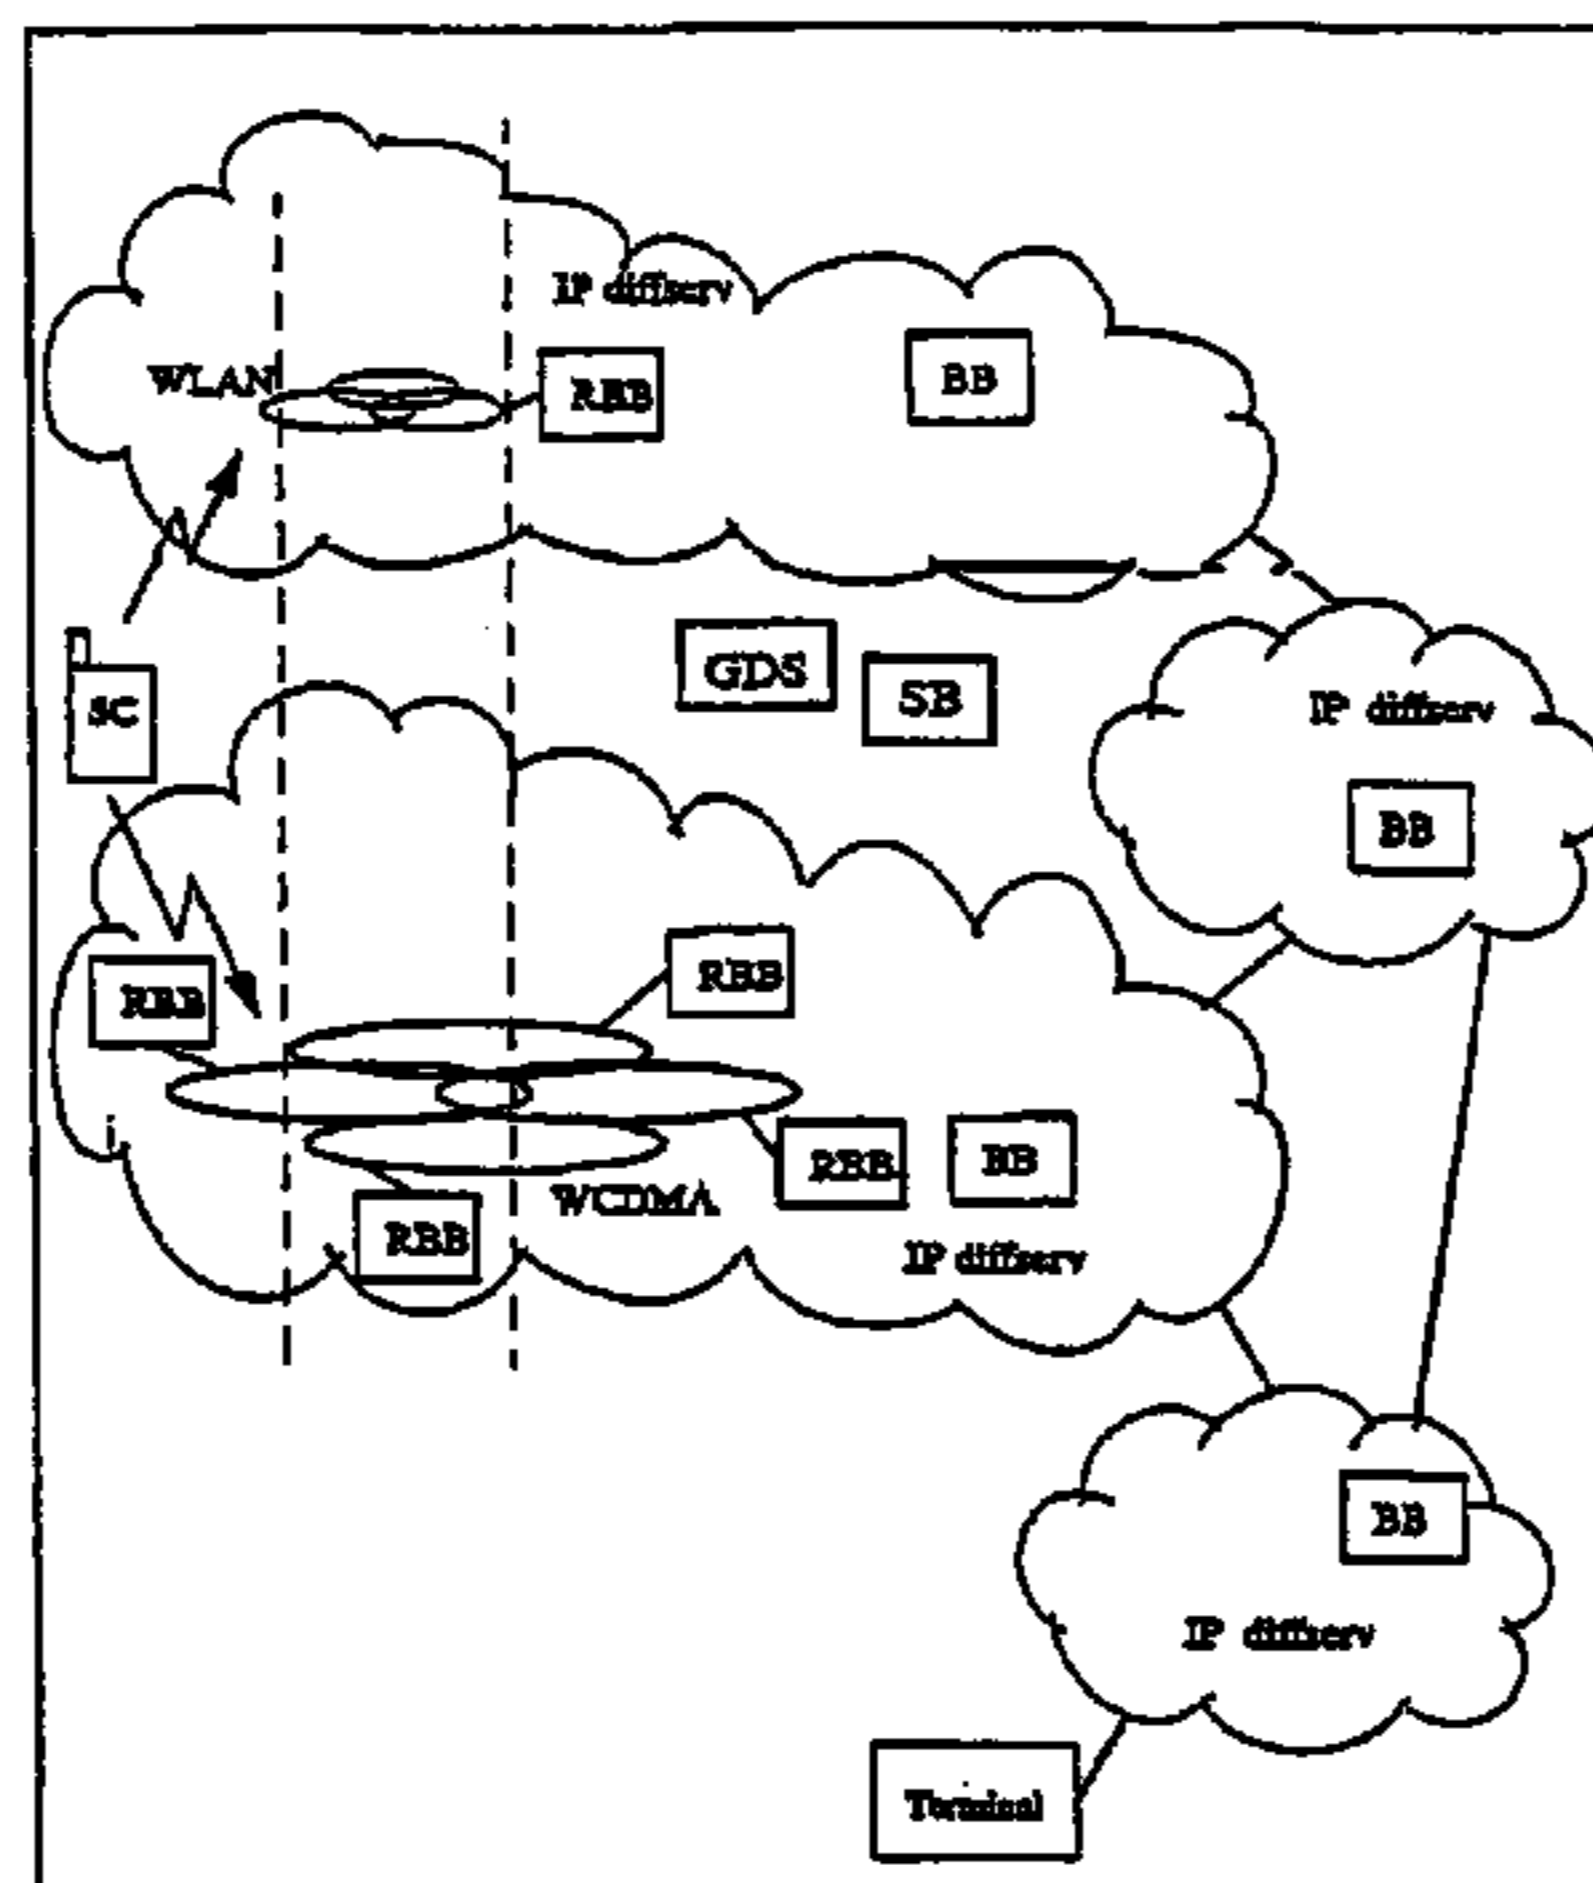 IP diffserv
WLAN
RBB
BB
GDS
SB
SC
IP diffserv
BB
RBB
RBB
RBB
BB
WCDMA
RBB
IP diffserv
BB
IP diffserv
Terminal